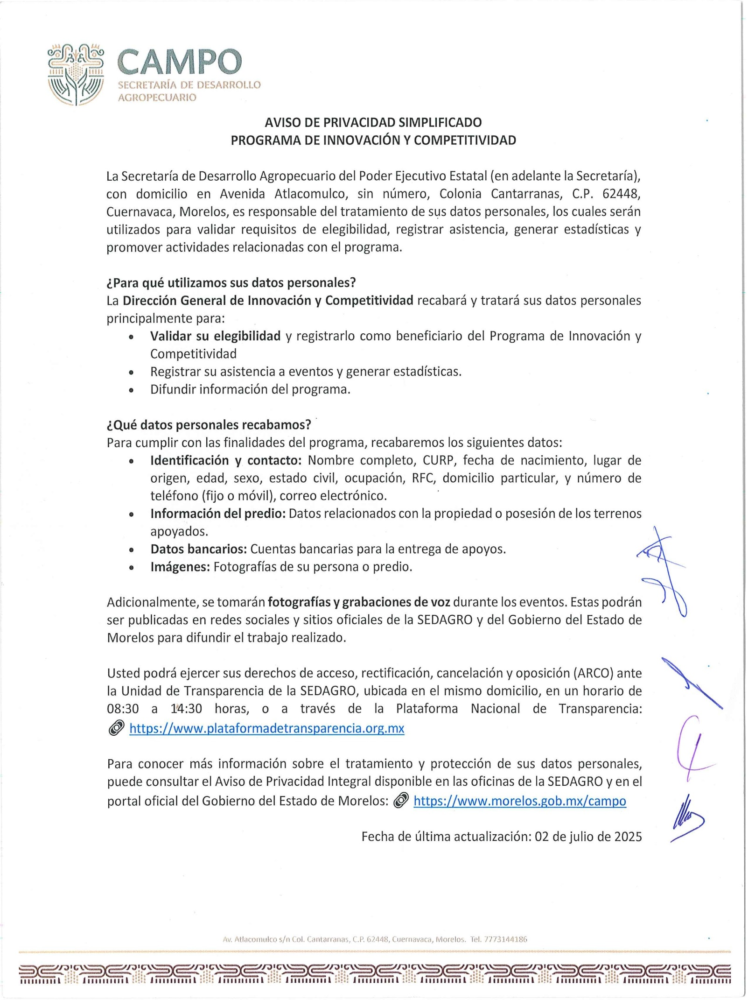 CAMPO
SECRETARÍA DE DESARROLLO
AGROPECUARIO
AVISO DE PRIVACIDAD SIMPLIFICADO
PROGRAMA DE INNOVACIÓN Y COMPETITIVIDAD
La Secretaría de Desarrollo Agropecuario del Poder Ejecutivo Estatal (en adelante la Secretaría),
con domicilio en Avenida Atlacomulco, sin número, Colonia Cantarranas, C.P. 62448,
Cuernavaca, Morelos, es responsable del tratamiento de sus datos personales, los cuales serán
utilizados para validar requisitos de elegibilidad, registrar asistencia, generar estadísticas y
promover actividades relacionadas con el programa.
¿Para qué utilizamos sus datos personales?
La Dirección General de Innovación y Competitividad recabará y tratará sus datos personales
principalmente para:
• Validar su elegibilidad y registrarlo como beneficiario del Programa de Innovación y
Competitividad
• Registrar su asistencia a eventos y generar estadísticas.
• Difundir información del programa.
¿Qué datos personales recabamos?
Para cumplir con las finalidades del programa, recabaremos los siguientes datos:
• Identificación y contacto: Nombre completo, CURP, fecha de nacimiento, lugar de
origen, edad, sexo, estado civil, ocupación, RFC, domicilio particular, y número de
teléfono (fijo o móvil), correo electrónico.
• Información del predio: Datos relacionados con la propiedad o posesión de los terrenos
apoyados.
• Datos bancarios: Cuentas bancarias para la entrega de apoyos.
• Imágenes: Fotografías de su persona o predio.
Adicionalmente, se tomarán fotografías y grabaciones de voz durante los eventos. Estas podrán
ser publicadas en redes sociales y sitios oficiales de la SEDAGRO y del Gobierno del Estado de
Morelos para difundir el trabajo realizado.
Usted podrá ejercer sus derechos de acceso, rectificación, cancelación y oposición (ARCO) ante
la Unidad de Transparencia de la SEDAGRO, ubicada en el mismo domicilio, en un horario de
08:30 a 14:30 horas, o a través de la Plataforma Nacional de Transparencia:
https://www.plataformadetransparencia.org.mx
Para conocer más información sobre el tratamiento y protección de sus datos personales,
puede consultar el Aviso de Privacidad Integral disponible en las oficinas de la SEDAGRO y en el
portal oficial del Gobierno del Estado de Morelos: https://www.morelos.gob.mx/campo
Fecha de última actualización: 02 de julio de 2025
Av. Atlacomulco s/n Col. Cantarranas, C.P. 62448, Cuernavaca, Morelos. Tel. 7773144186